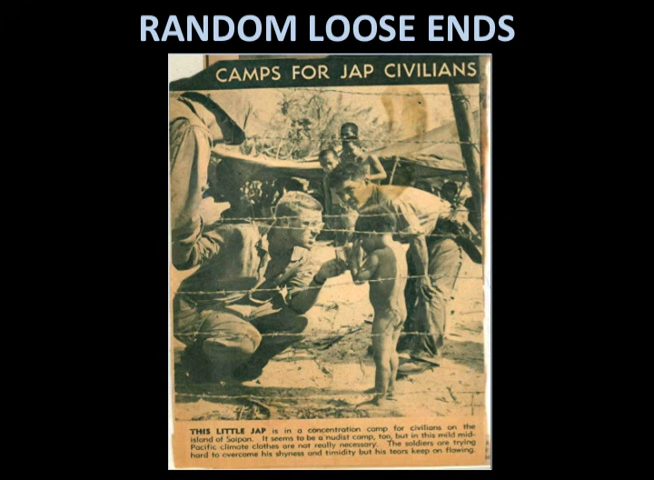 RANDOM LOOSE ENDS
CAMPS FOR JAP CIVILIANS
THIS LITTLE JAP is in a concentration camp for civilians on the
island of Saipan. It seems to be a nudist camp, too, but in this mild mid-
Pacific climate clothes are not really necessary. The soldiers are trying
hard to overcome his shyness and timidity but his tears keep on flowing.